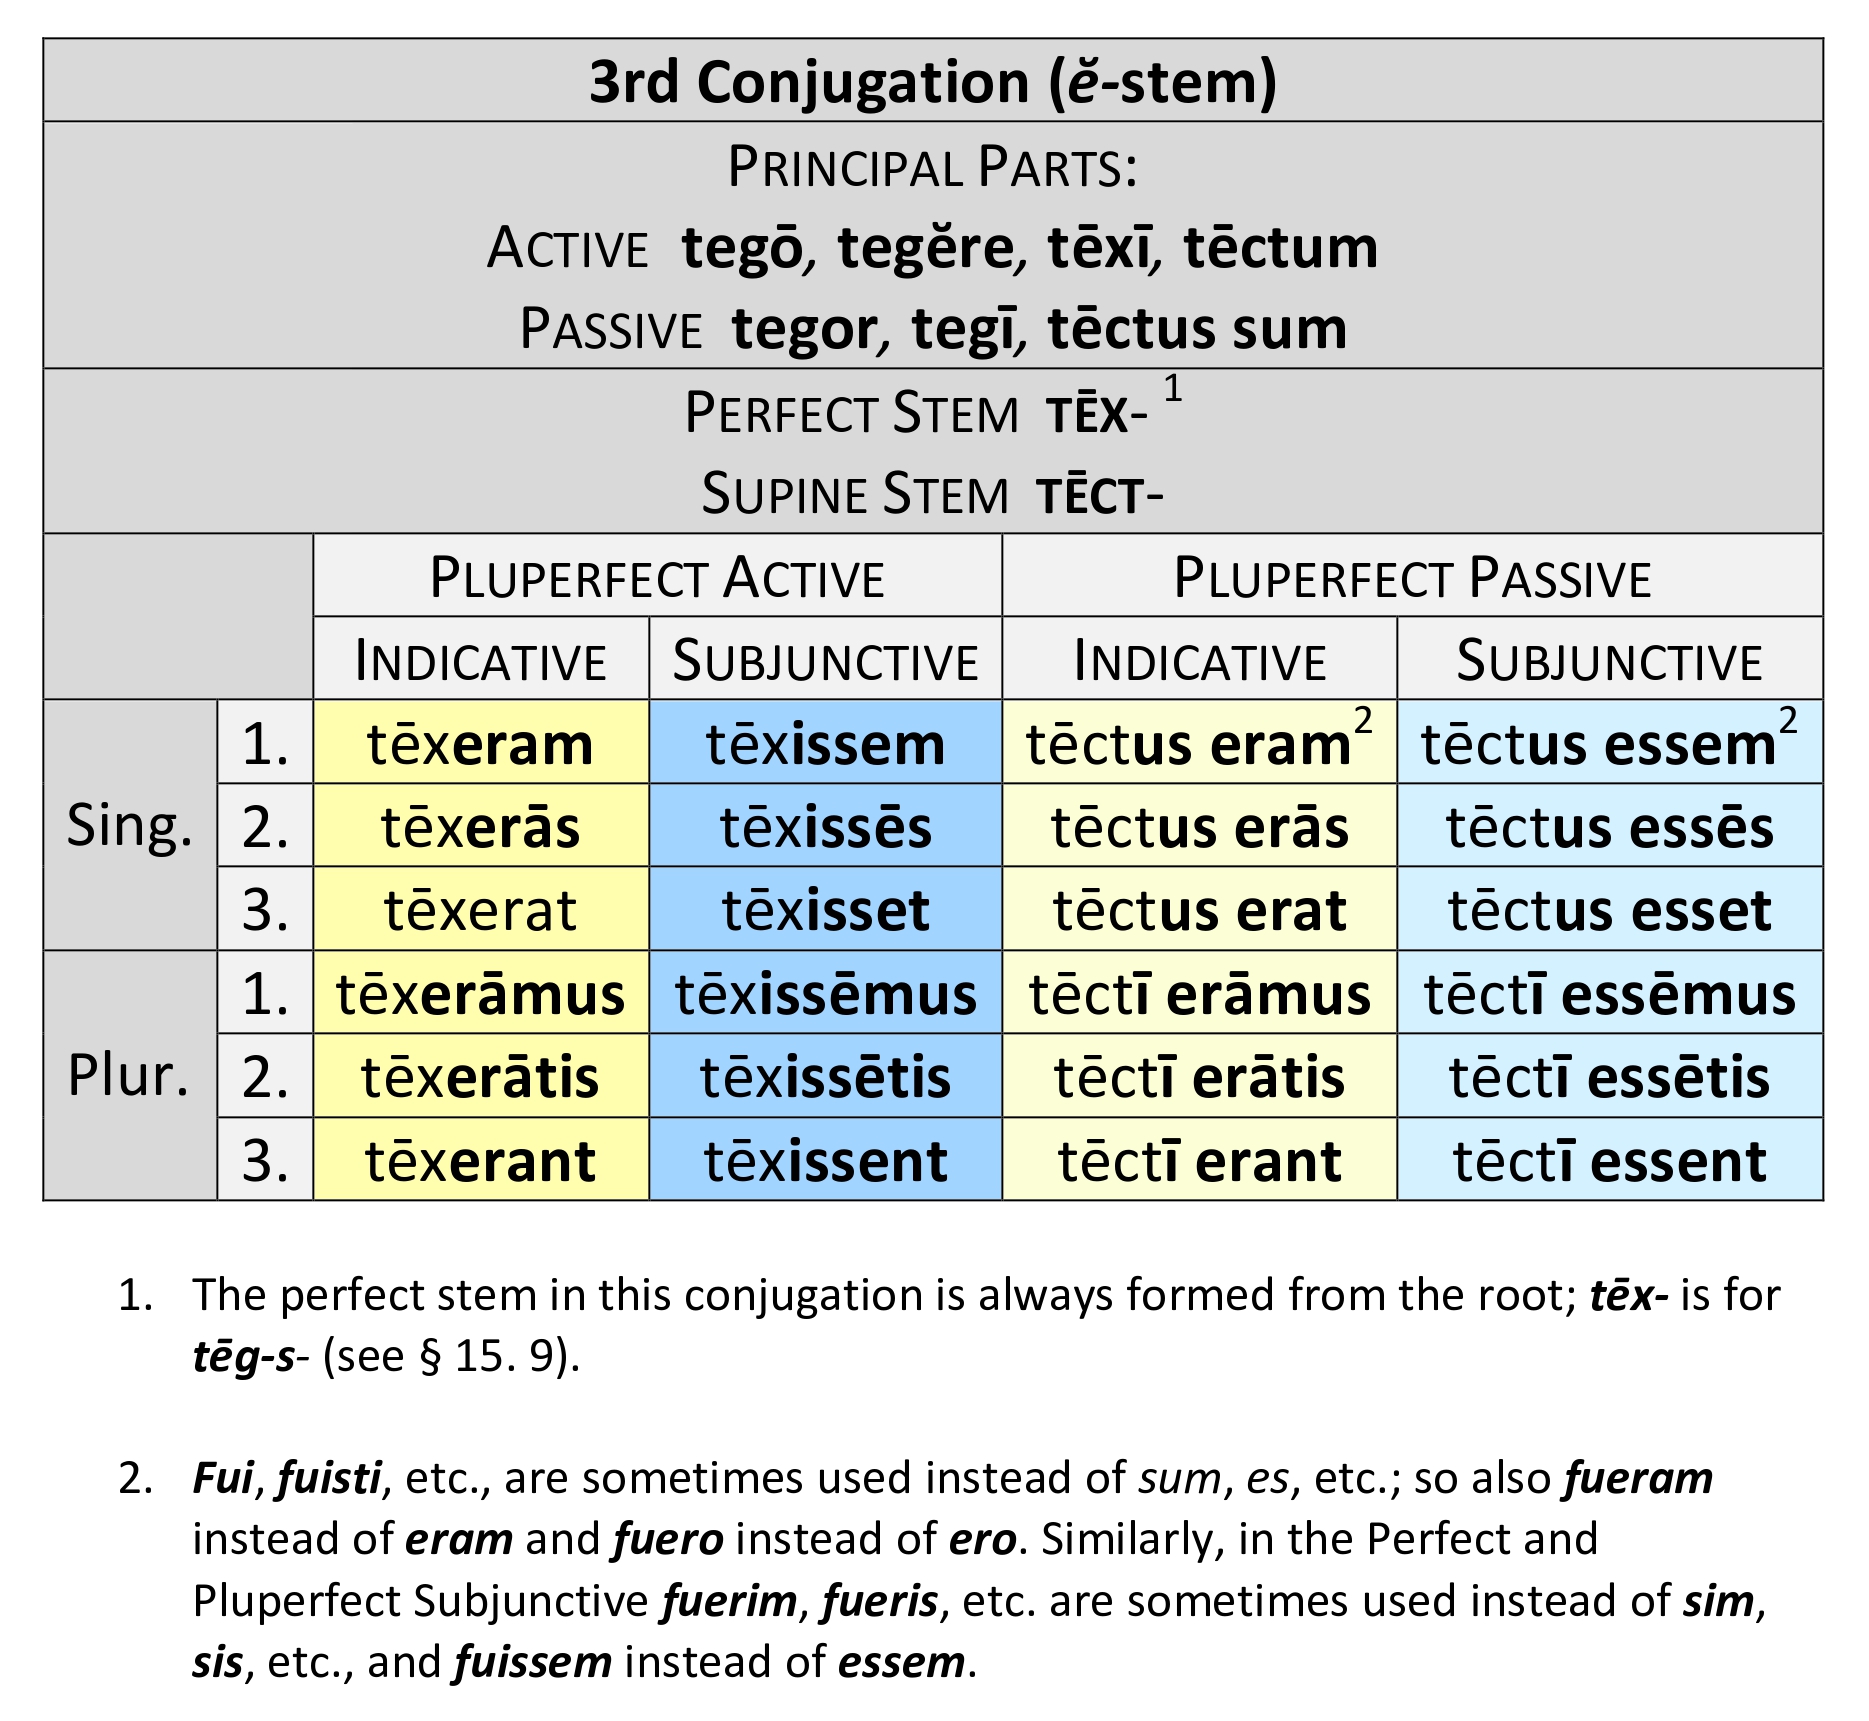 3rd Conjugation (ĕ-stem)
PRINCIPAL PARTS:
ACTIVE tegō, tegĕre, tēxī, tēctum
PASSIVE tegor, tegī, tēctus sum
PERFECT STEM TĒX- 1
SUPINE STEM TĒCT-
PLUPERFECT ACTIVE PLUPERFECT PASSIVE
INDICATIVE SUBJUNCTIVE INDICATIVE SUBJUNCTIVE
Sing. 1. tēxeram tēxissem tēctus eram2 tēctus essem2
2. tēxerās tēxissēs tēctus erās tēctus essēs
3. tēxerat tēxisset tēctus erat tēctus esset
Plur. 1. tēxerāmus tēxissēmus tēctī erāmus tēctī essēmus
2. tēxerātis tēxissētis tēctī erātis tēctī essētis
3. tēxerant tēxissent tēctī erant tēctī essent
1. The perfect stem in this conjugation is always formed from the root; tēx- is for
tēg-s- (see § 15. 9).
2. Fui, fuisti, etc., are sometimes used instead of sum, es, etc.; so also fueram
instead of eram and fuero instead of ero. Similarly, in the Perfect and
Pluperfect Subjunctive fuerim, fueris, etc. are sometimes used instead of sim,
sis, etc., and fuissem instead of essem.